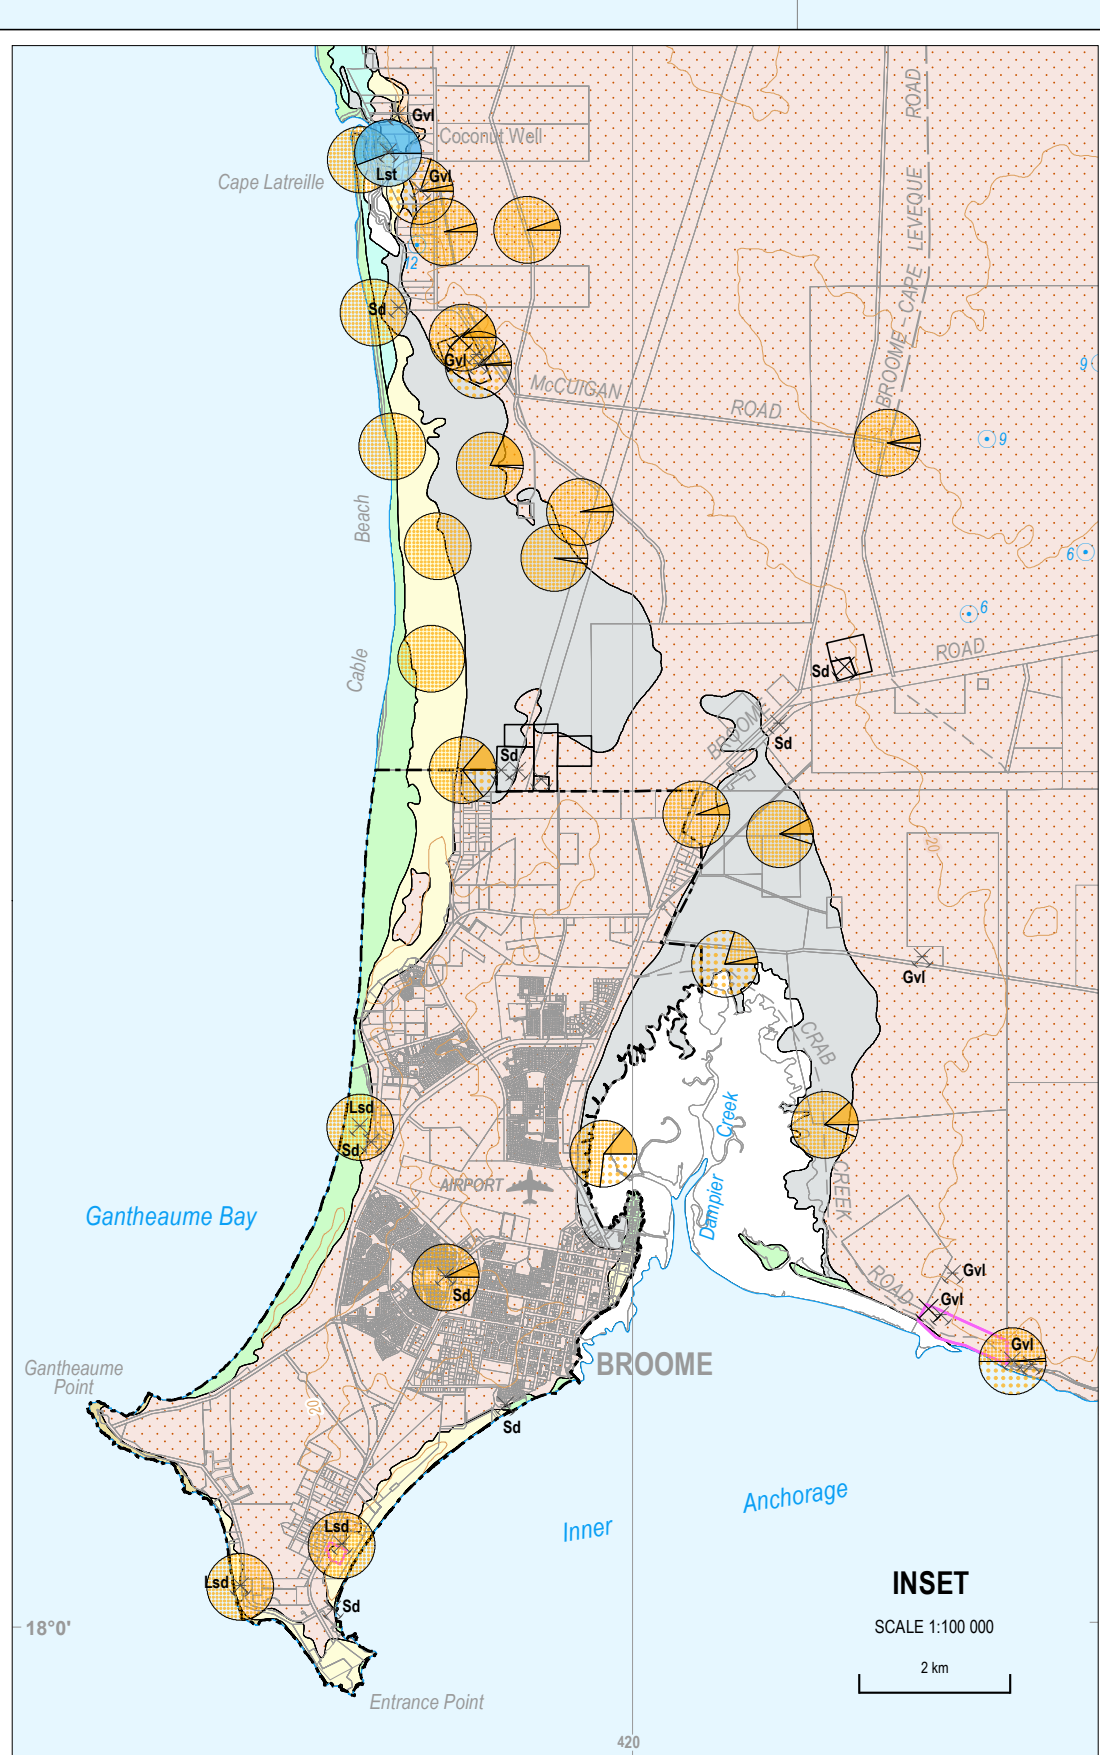 Gvl
Coconut Well
Cape Latreille
Lst
Gvl
12
Sd
Gvl
McCUIGAN
ROAD
BROOME CAPE LEVEQUE ROAD
9
9
6
6
Beach
Cable
ROAD
Sd
BROOME
Sd
Sd
20
Gvl
CRAB
CREEK
ROAD
Creek
Dampier
Lsd
Sd
AIRPORT
Gantheaume Bay
Gvl
Gvl
Gvl
Sd
Gantheaume
Point
BROOME
20
Sd
Anchorage
Inner
Lsd
Lsd
Sd
INSET
SCALE 1:100 000
2 km
18°0'
Entrance Point
420